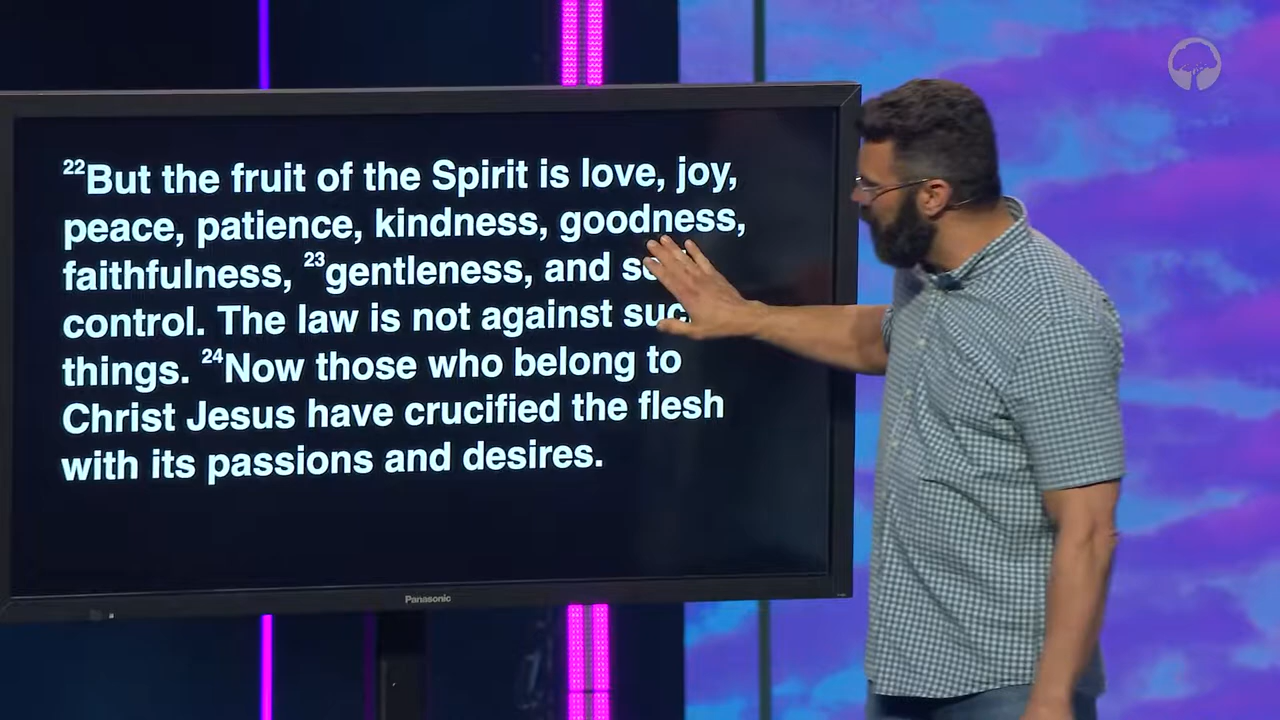 ²²But the fruit of the Spirit is love, joy,
peace, patience, kindness, goodness,
faithfulness, ²³gentleness, and
control. The law is not against
things. ²⁴Now those who belong to
Christ Jesus have crucified the flesh
with its passions and desires.
Panasonic